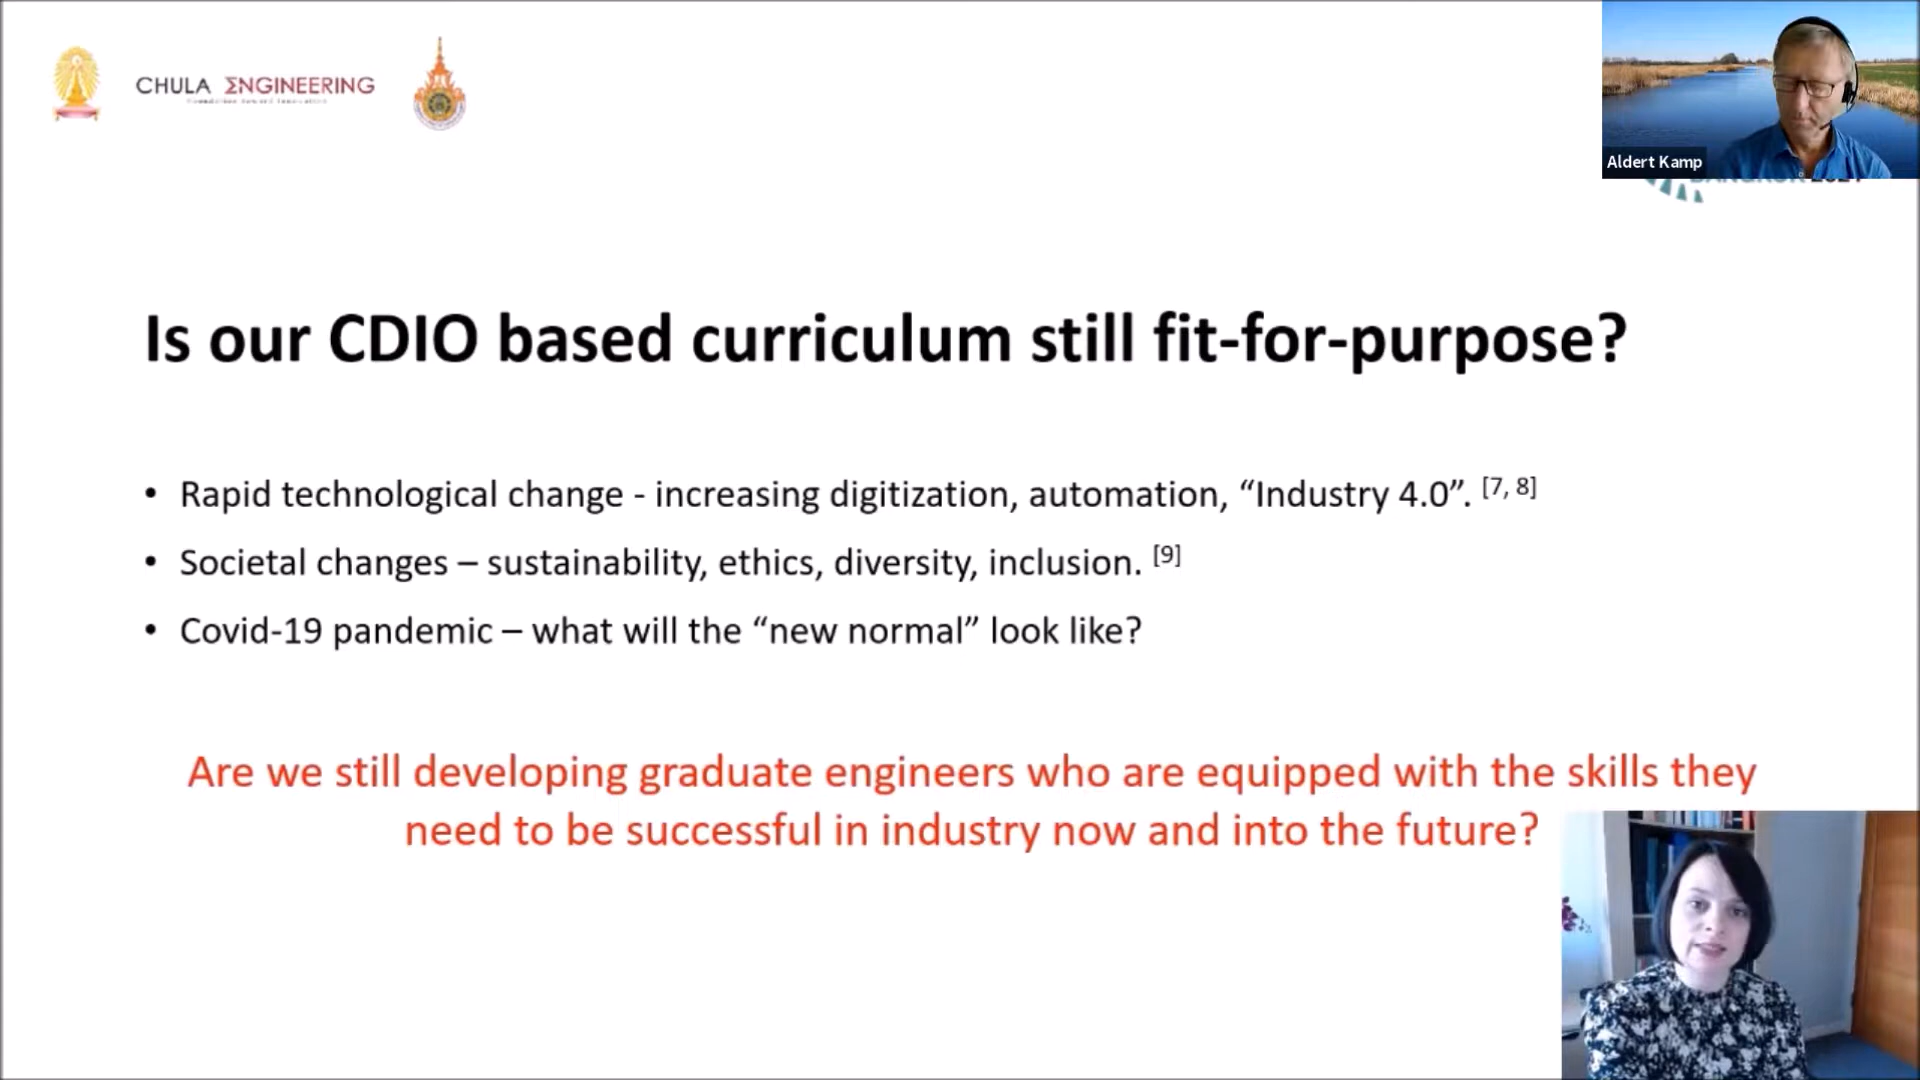 CHULA ΣNGINEERING
Aldert Kamp
Is our CDIO based curriculum still fit-for-purpose?
• Rapid technological change - increasing digitization, automation, “Industry 4.0”. [7, 8]
• Societal changes – sustainability, ethics, diversity, inclusion. [9]
• Covid-19 pandemic – what will the “new normal” look like?
Are we still developing graduate engineers who are equipped with the skills they
need to be successful in industry now and into the future?